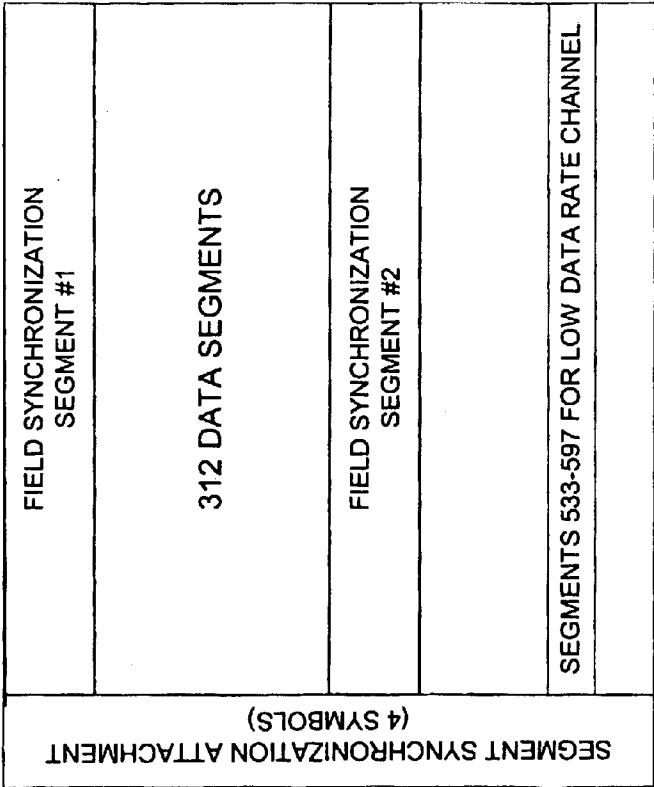 FIELD SYNCHRONIZATION
SEGMENT #1
312 DATA SEGMENTS
FIELD SYNCHRONIZATION
SEGMENT #2
SEGMENTS 533-597 FOR LOW DATA RATE CHANNEL
SEGMENT SYNCHRONIZATION ATTACHMENT
(4 SYMBOLS)